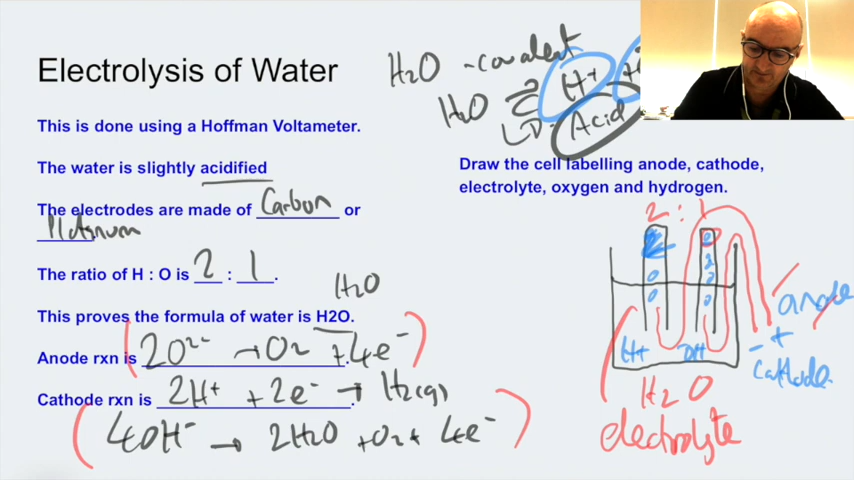 Electrolysis of Water
H2O - covalent
H2O ⇌ H+
Acid
This is done using a Hoffman Voltameter.
The water is slightly acidified
The electrodes are made of Carbon or
Platinum.
The ratio of H : O is 2 : 1.
H2O
This proves the formula of water is H2O.
Anode rxn is 2O2- → O2 + 4e-
Cathode rxn is 2H+ + 2e- → H2(g).
4OH- → 2H2O + O2 + 4e-
Draw the cell labelling anode, cathode,
electrolyte, oxygen and hydrogen.
2 : 1
anode
- +
H+ OH-
cathode
H2O
electrolyte